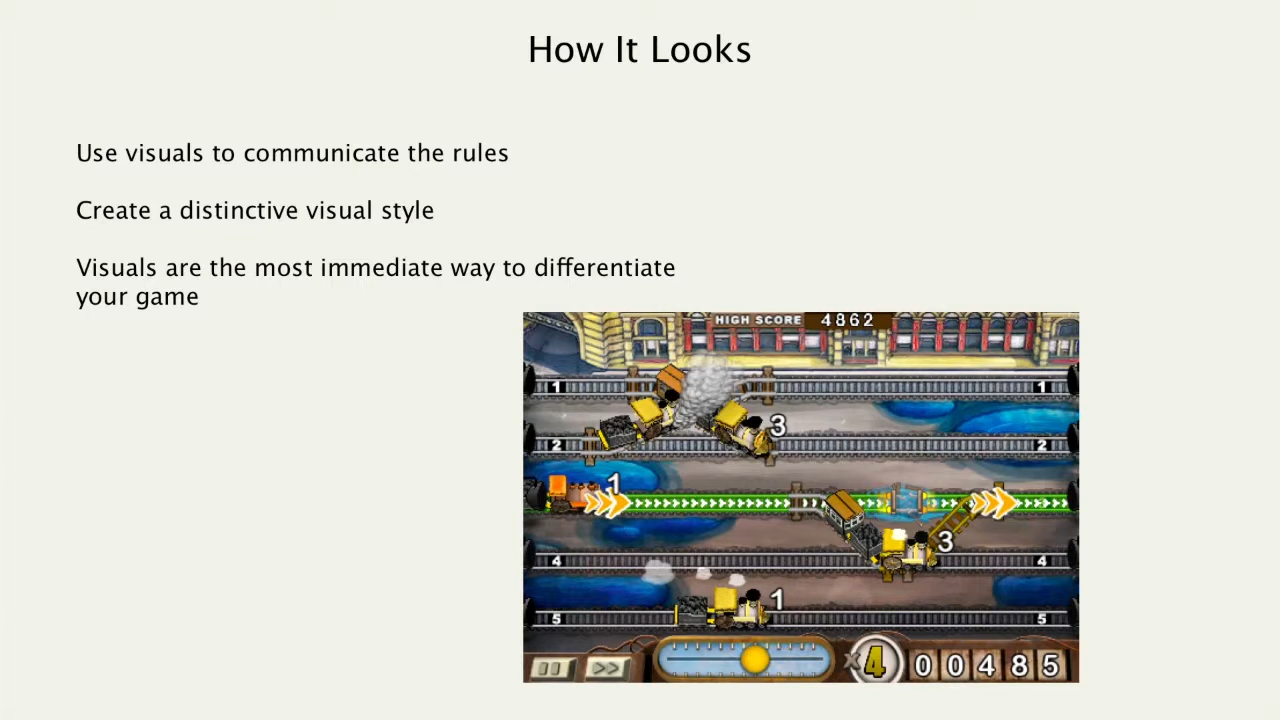 How It Looks
Use visuals to communicate the rules
Create a distinctive visual style
Visuals are the most immediate way to differentiate
your game
HIGH SCORE 4862
1 1
3
2 2
1
3
4 4
1
5 5
x4 00485